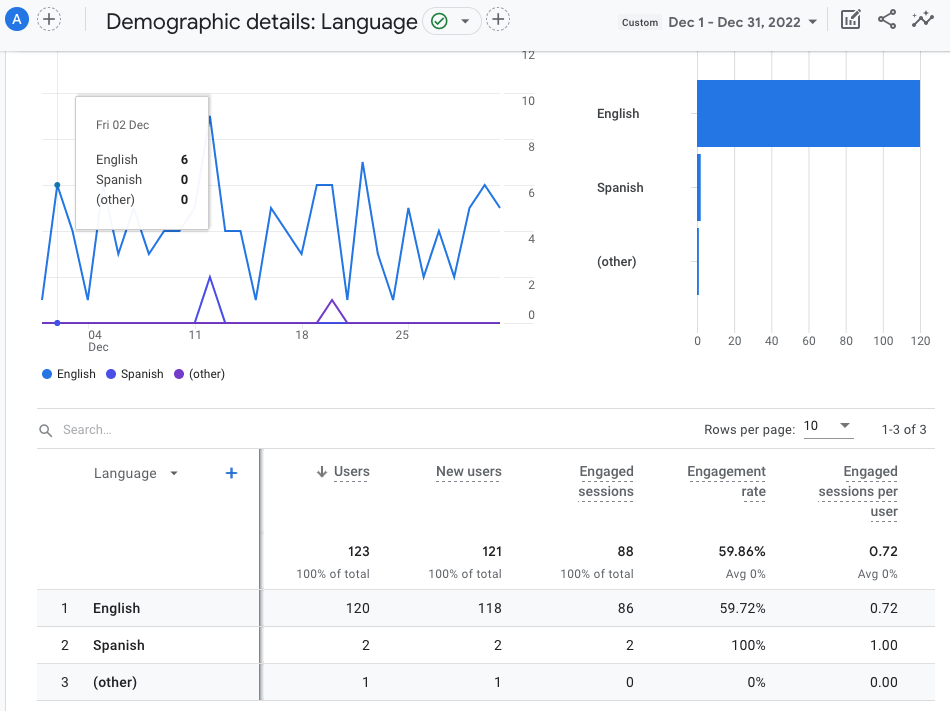 A
Demographic details: Language
Custom Dec 1 - Dec 31, 2022
12
10
8
6
4
2
0
Fri 02 Dec
English 6
Spanish 0
(other) 0
04 11 18 25
Dec
English Spanish (other)
English
Spanish
(other)
0 20 40 60 80 100 120
Search...
Rows per page: 10 1-3 of 3
Language Users New users Engaged sessions Engagement rate Engaged sessions per user
123 121 88 59.86% 0.72
100% of total 100% of total 100% of total Avg 0% Avg 0%
1 English 120 118 86 59.72% 0.72
2 Spanish 2 2 2 100% 1.00
3 (other) 1 1 0 0% 0.00